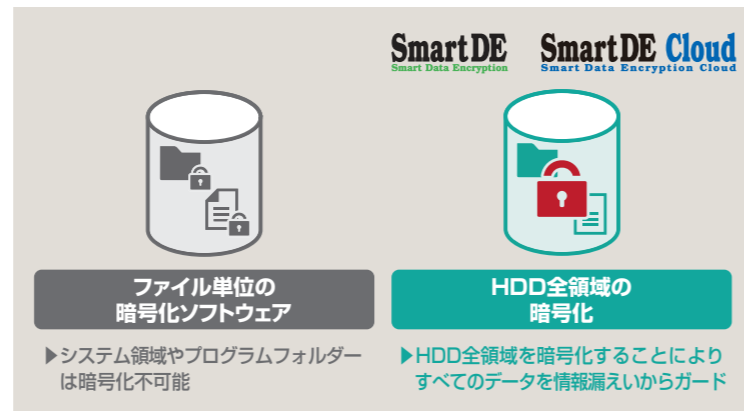 SmartDE
Smart Data Encryption
SmartDE Cloud
Smart Data Encryption Cloud
ファイル単位の
暗号化ソフトウェア
▶システム領域やプログラムフォルダー
は暗号化不可能
HDD全領域の
暗号化
▶HDD全領域を暗号化することにより
すべてのデータを情報漏えいからガード